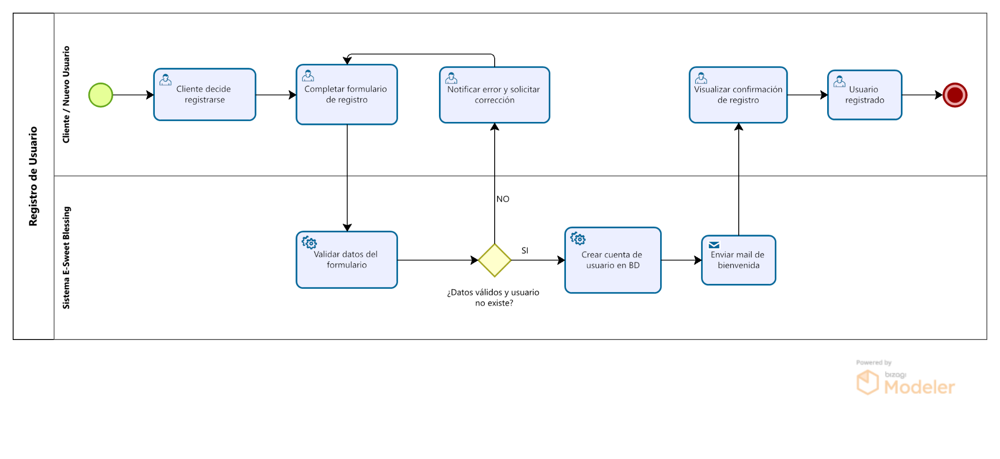 Registro de Usuario
Cliente / Nuevo Usuario
Cliente decide
registrarse
Completar formulario
de registro
Notificar error y solicitar
corrección
Visualizar confirmación
de registro
Usuario
registrado
Sistema E-Sweet Blessing
NO
Validar datos del
formulario
SI
¿Datos válidos y usuario
no existe?
Crear cuenta de
usuario en BD
Enviar mail de
bienvenida
Powered by
bizagi
Modeler